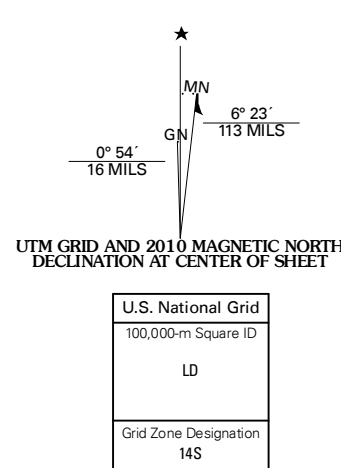 ★
MN
6° 23´
113 MILS
GN
0° 54´
16 MILS
UTM GRID AND 2010 MAGNETIC NORTH
DECLINATION AT CENTER OF SHEET
U.S. National Grid
100,000-m Square ID
LD
Grid Zone Designation
14S